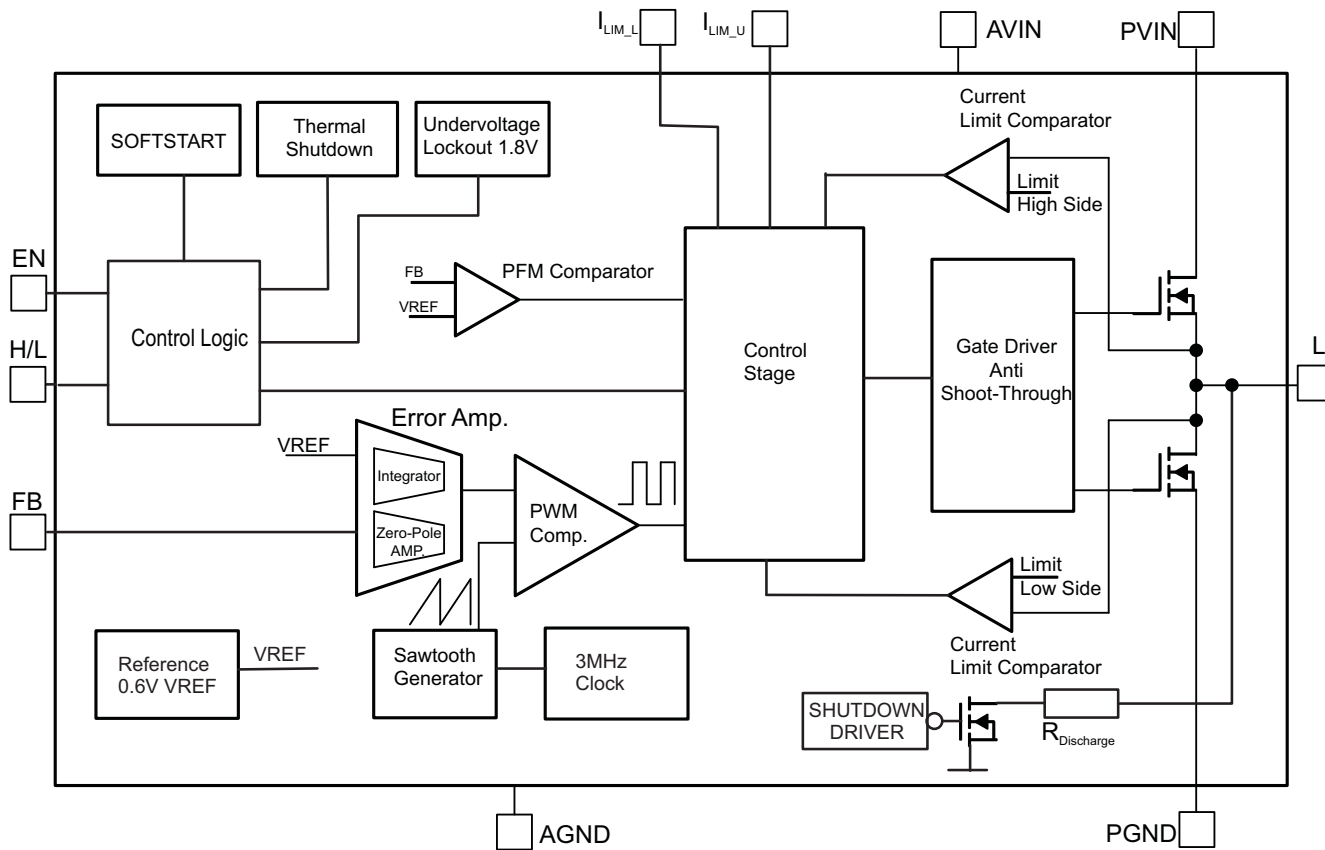 I LIM_L
I LIM_U
AVIN
PVIN
SOFTSTART
Thermal
Shutdown
Undervoltage
Lockout 1.8V
Current
Limit Comparator
Limit
High Side
EN
H/L
Control Logic
FB
VREF
PFM Comparator
Control
Stage
Gate Driver
Anti
Shoot-Through
L
Error Amp.
VREF
Integrator
Zero-Pole
AMP.
FB
PWM
Comp.
Limit
Low Side
Current
Limit Comparator
Reference
0.6V VREF
VREF
Sawtooth
Generator
3MHz
Clock
SHUTDOWN
DRIVER
R Discharge
AGND
PGND